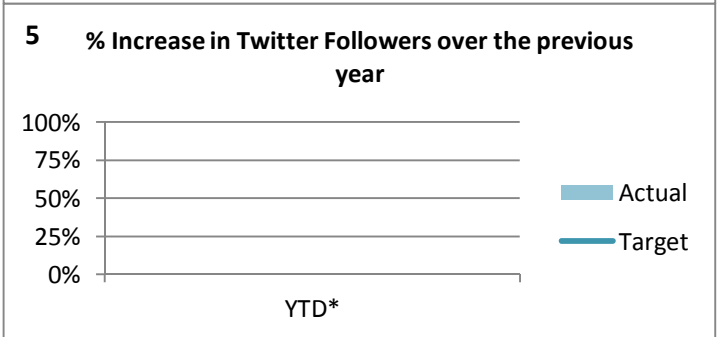 5
% Increase in Twitter Followers over the previous
year
100%
75%
50%
25%
0%
YTD*
Actual
Target